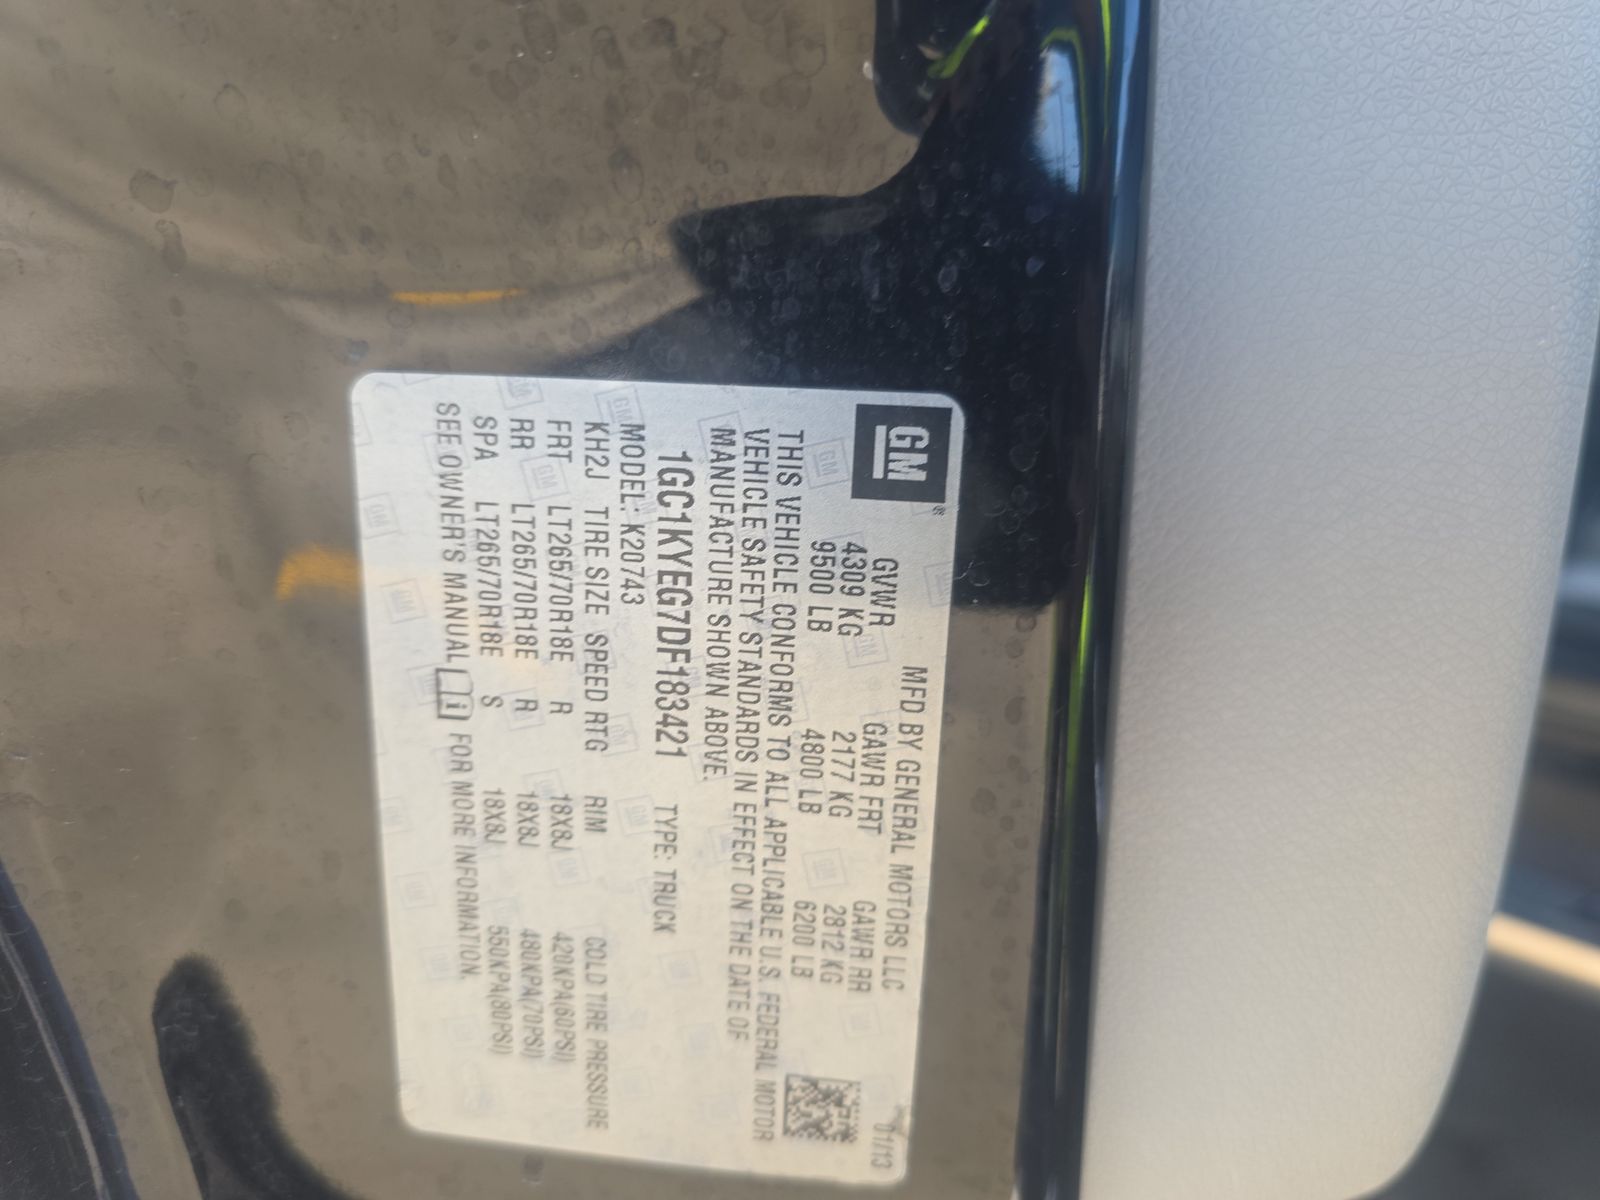 GM
MFD BY GENERAL MOTORS LLC 01/13
GVWR GAWR FRT GAWR RR
4309 KG 2177 KG 2812 KG
9500 LB 4800 LB 6200 LB
THIS VEHICLE CONFORMS TO ALL APPLICABLE U.S. FEDERAL MOTOR
VEHICLE SAFETY STANDARDS IN EFFECT ON THE DATE OF
MANUFACTURE SHOWN ABOVE.
1GC1KYEG7DF183421 TYPE: TRUCK
MODEL: K20743
KH2J TIRE SIZE SPEED RTG RIM COLD TIRE PRESSURE
FRT LT265/70R18E R 18X8J 420KPA(60PSI)
RR LT265/70R18E R 18X8J 480KPA(70PSI)
SPA LT265/70R18E S 18X8J 550KPA(80PSI)
SEE OWNER'S MANUAL i FOR MORE INFORMATION.